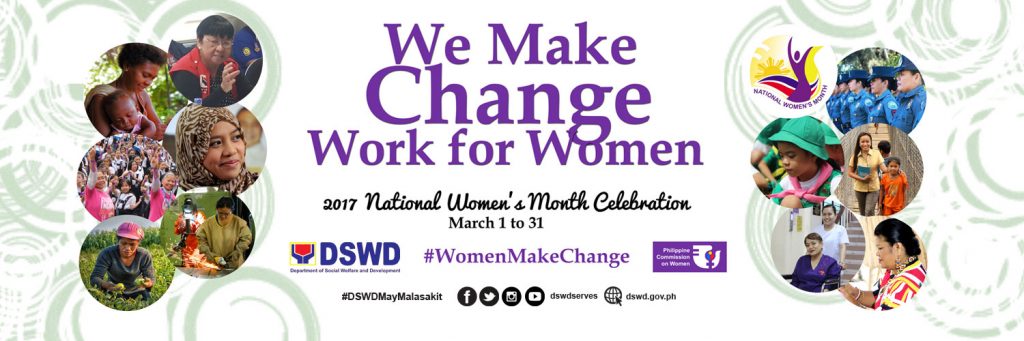 We Make
Change
Work for Women
2017 National Women's Month Celebration
March 1 to 31
DSWD
Department of Social Welfare and Development
#WomenMakeChange
Philippine
Commission
on Women
#DSWDMayMalasakit
dswdserves
dswd.gov.ph
NATIONAL WOMEN'S MONTH